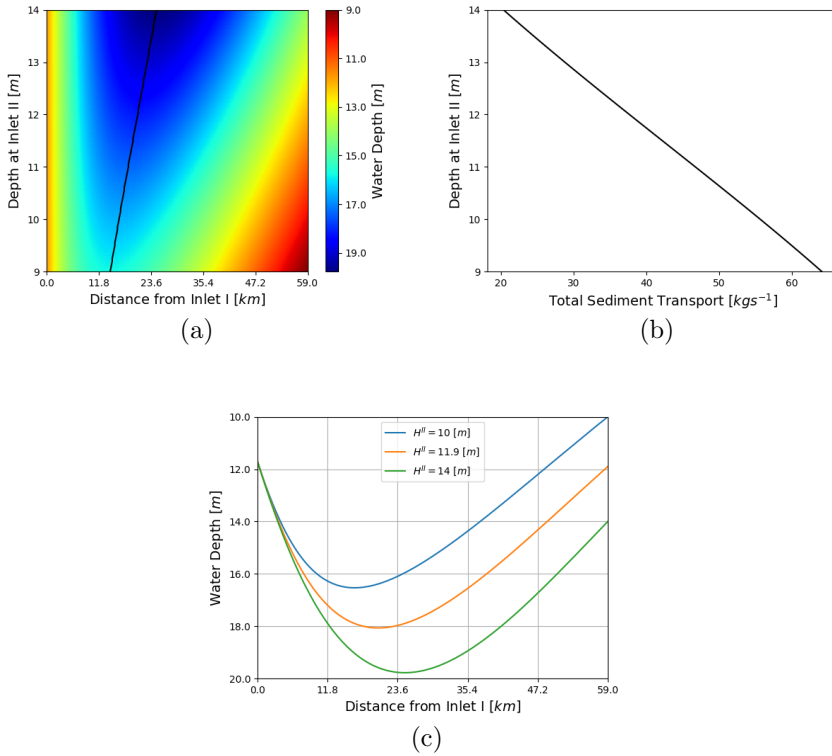 14
13
12
11
10
9
Depth at Inlet II [m]
0.0 11.8 23.6 35.4 47.2 59.0
Distance from Inlet I [km]
9.0
11.0
13.0
15.0
17.0
19.0
Water Depth [m]
(a)
14
13
12
11
10
9
Depth at Inlet II [m]
20 30 40 50 60
Total Sediment Transport [kgs⁻¹]
(b)
10.0
12.0
14.0
16.0
18.0
20.0
Water Depth [m]
H^{II} = 10 [m]
H^{II} = 11.9 [m]
H^{II} = 14 [m]
0.0 11.8 23.6 35.4 47.2 59.0
Distance from Inlet I [km]
(c)